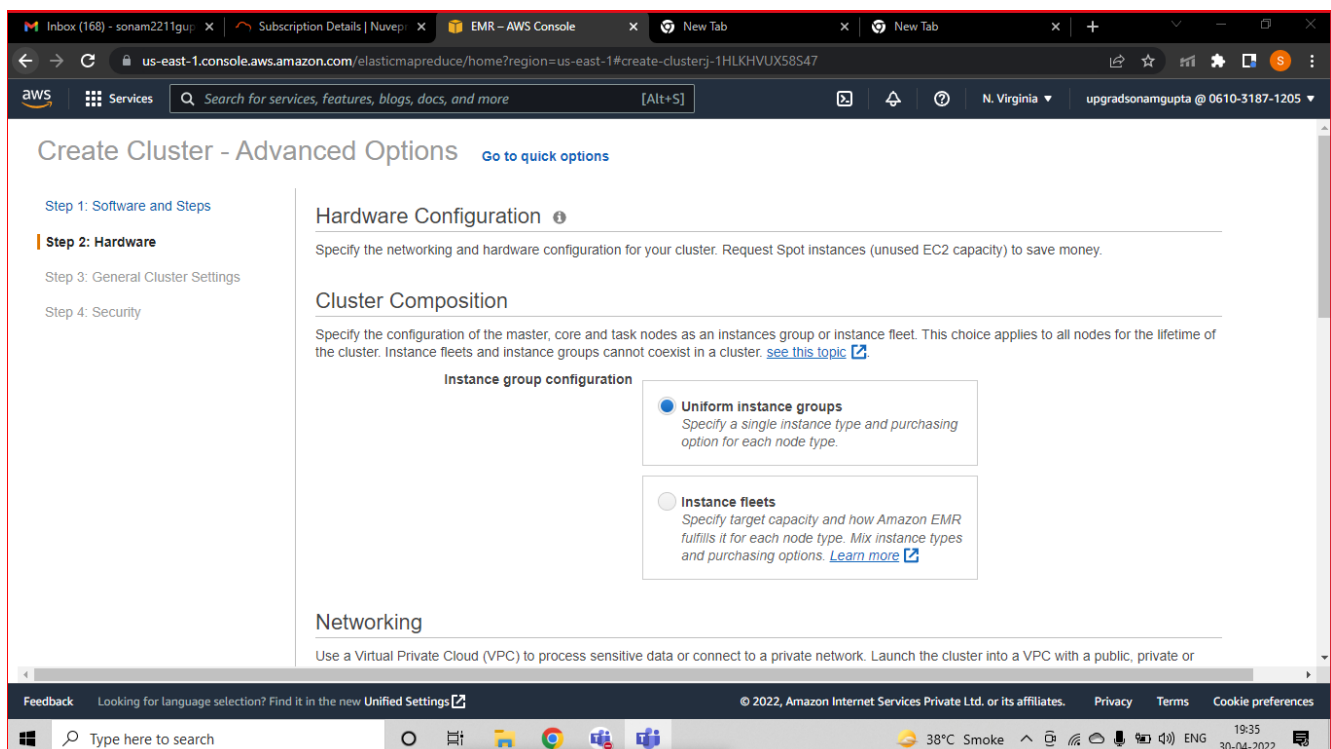 Inbox (168) - sonam2211gup
Subscription Details | Nuvepr
EMR – AWS Console
New Tab
New Tab
us-east-1.console.aws.amazon.com/elasticmapreduce/home?region=us-east-1#create-cluster:j-1HLKHVUX58S47
S
aws
Services
Search for services, features, blogs, docs, and more
[Alt+S]
N. Virginia
upgradsonamgupta @ 0610-3187-1205
Create Cluster - Advanced Options
Go to quick options
Step 1: Software and Steps
Step 2: Hardware
Step 3: General Cluster Settings
Step 4: Security
Hardware Configuration
Specify the networking and hardware configuration for your cluster. Request Spot instances (unused EC2 capacity) to save money.
Cluster Composition
Specify the configuration of the master, core and task nodes as an instances group or instance fleet. This choice applies to all nodes for the lifetime of
the cluster. Instance fleets and instance groups cannot coexist in a cluster. see this topic.
Instance group configuration
Uniform instance groups
Specify a single instance type and purchasing
option for each node type.
Instance fleets
Specify target capacity and how Amazon EMR
fulfills it for each node type. Mix instance types
and purchasing options. Learn more
Networking
Use a Virtual Private Cloud (VPC) to process sensitive data or connect to a private network. Launch the cluster into a VPC with a public, private or
Feedback
Looking for language selection? Find it in the new Unified Settings
© 2022, Amazon Internet Services Private Ltd. or its affiliates.
Privacy
Terms
Cookie preferences
Type here to search
38°C Smoke
ENG
19:35
30-04-2022